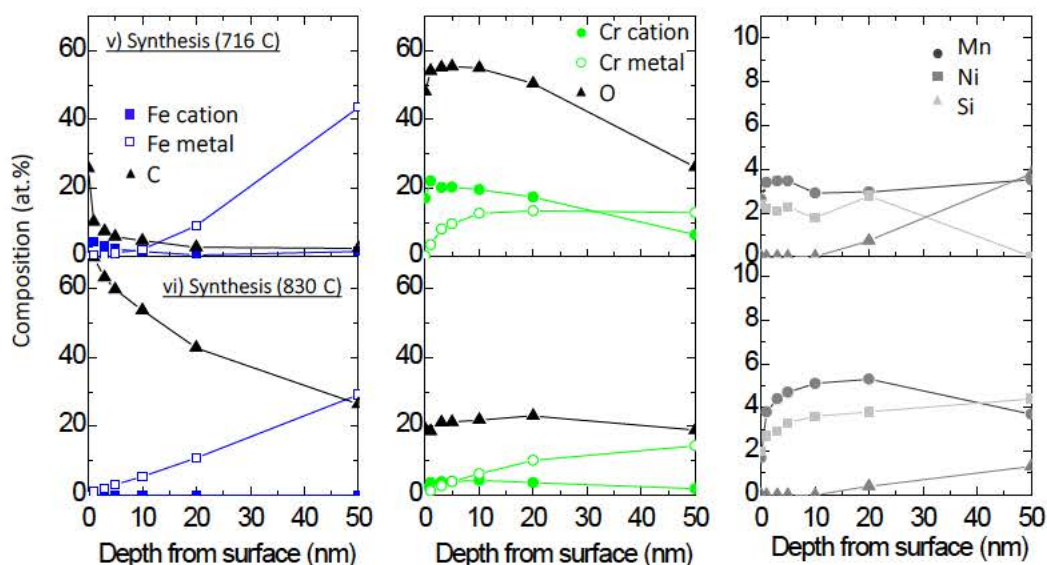 Composition (at.%)
60
40
20
0
v) Synthesis (716 C)
Fe cation
Fe metal
C
60
40
20
0
Cr cation
Cr metal
O
10
8
6
4
2
0
Mn
Ni
Si
60
40
20
0
vi) Synthesis (830 C)
60
40
20
0
10
8
6
4
2
0
0 10 20 30 40 50
0 10 20 30 40 50
0 10 20 30 40 50
Depth from surface (nm)
Depth from surface (nm)
Depth from surface (nm)